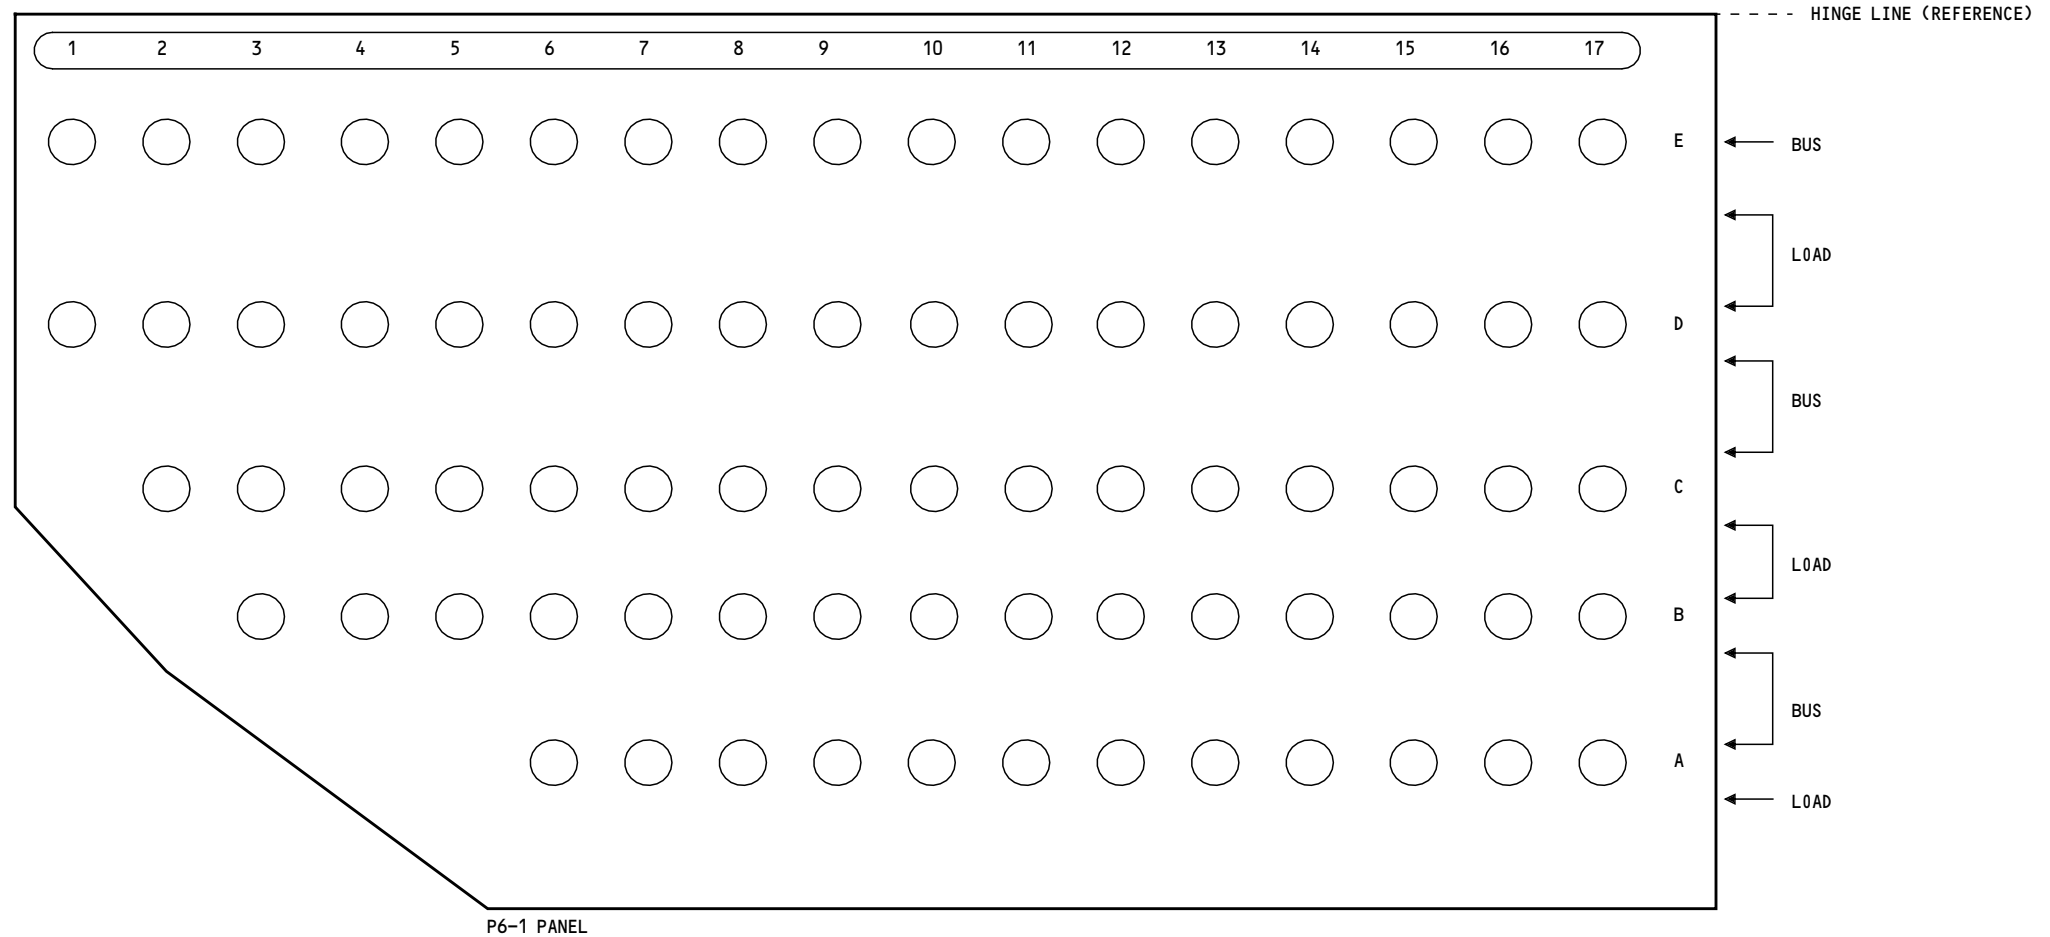 HINGE LINE (REFERENCE)
1 2 3 4 5 6 7 8 9 10 11 12 13 14 15 16 17
E
BUS
LOAD
D
BUS
C
LOAD
B
BUS
A
LOAD
P6-1 PANEL